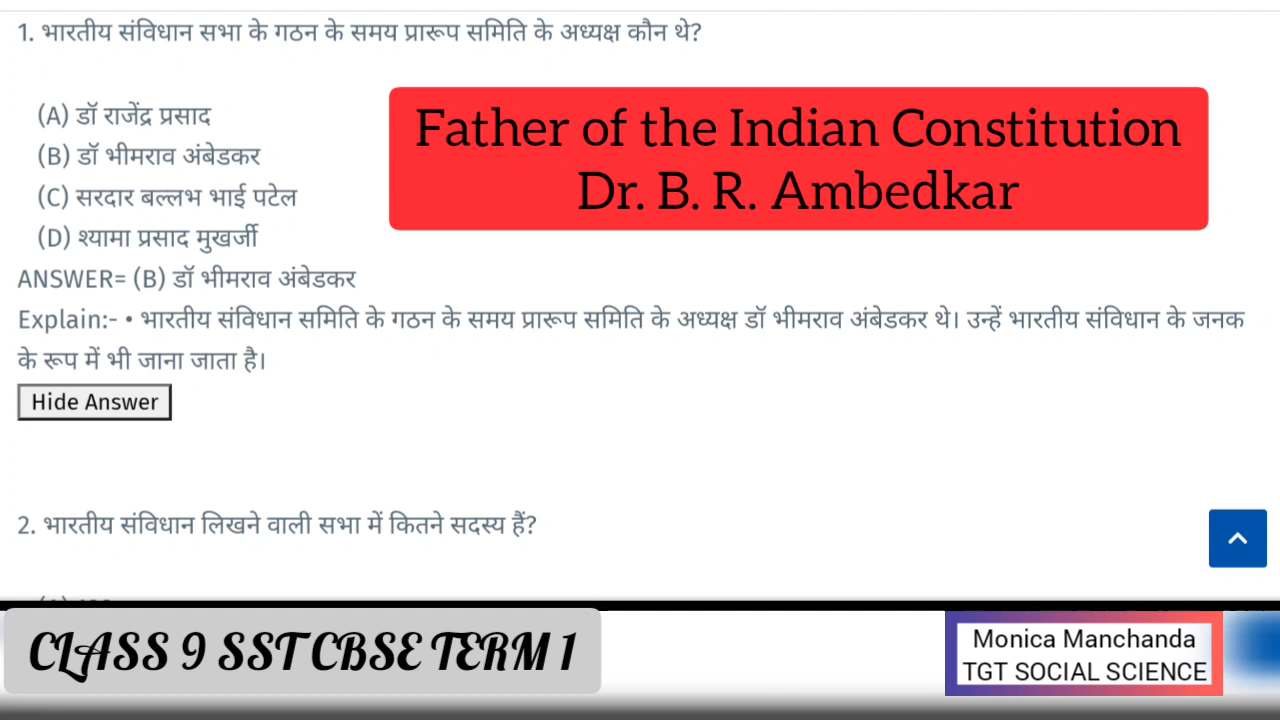 1. भारतीय संविधान सभा के गठन के समय प्रारूप समिति के अध्यक्ष कौन थे?
(A) डॉ राजेंद्र प्रसाद
(B) डॉ भीमराव अंबेडकर
(C) सरदार बल्लभ भाई पटेल
(D) श्यामा प्रसाद मुखर्जी
Father of the Indian Constitution
Dr. B. R. Ambedkar
ANSWER= (B) डॉ भीमराव अंबेडकर
Explain:- • भारतीय संविधान समिति के गठन के समय प्रारूप समिति के अध्यक्ष डॉ भीमराव अंबेडकर थे। उन्हें भारतीय संविधान के जनक
के रूप में भी जाना जाता है।
Hide Answer
2. भारतीय संविधान लिखने वाली सभा में कितने सदस्य हैं?
CLASS 9 SST CBSE TERM 1
Monica Manchanda
TGT SOCIAL SCIENCE